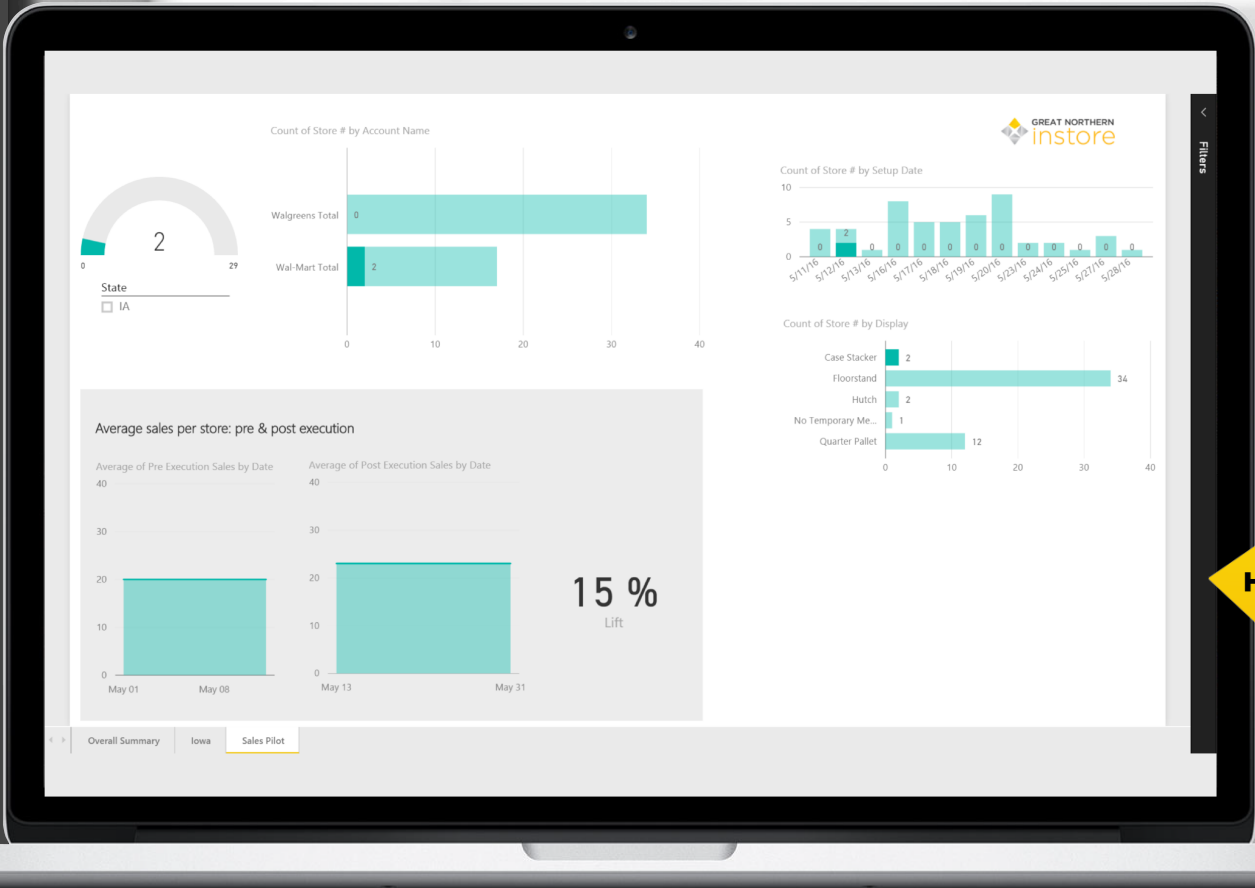 Count of Store # by Account Name
Walgreens Total
0
Wal-Mart Total
2
0
10
20
30
40
2
0
29
State
IA
GREAT NORTHERN
instore
Filters
Count of Store # by Setup Date
10
5
0
0
2
0
0
0
0
0
0
0
0
0
0
0
5/11/16
5/12/16
5/13/16
5/16/16
5/17/16
5/18/16
5/19/16
5/20/16
5/23/16
5/24/16
5/25/16
5/27/16
5/28/16
Count of Store # by Display
Case Stacker
2
Floorstand
34
Hutch
2
No Temporary Me...
1
Quarter Pallet
12
0
10
20
30
40
Average sales per store: pre & post execution
Average of Pre Execution Sales by Date
40
30
20
10
0
May 01
May 08
Average of Post Execution Sales by Date
40
30
20
10
0
May 13
May 31
15 %
Lift
H
Overall Summary
Iowa
Sales Pilot